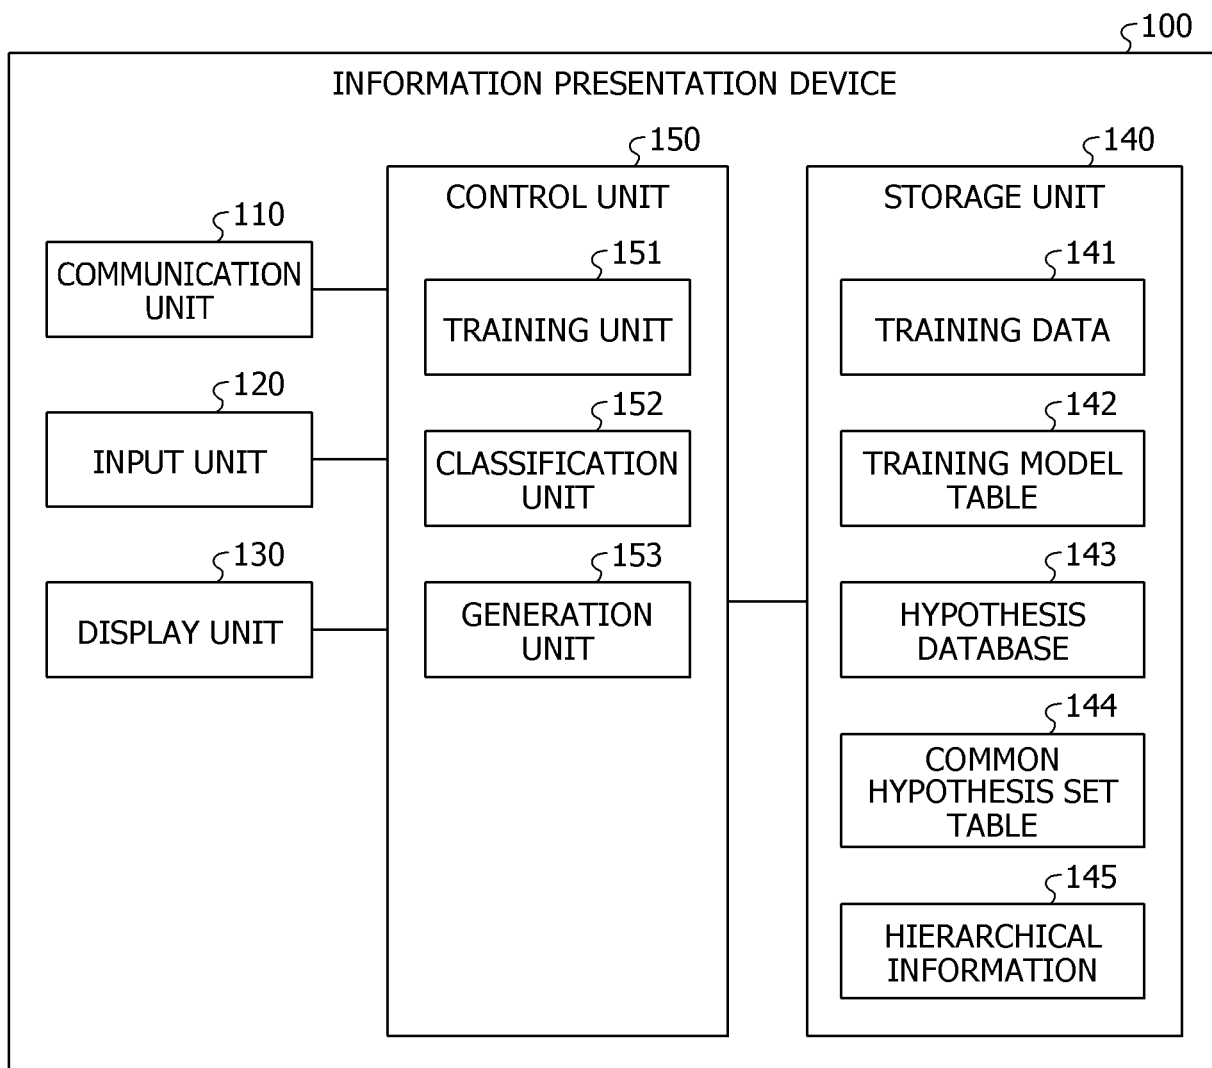 100
INFORMATION PRESENTATION DEVICE
110
COMMUNICATION
UNIT
120
INPUT UNIT
130
DISPLAY UNIT
150
CONTROL UNIT
151
TRAINING UNIT
152
CLASSIFICATION
UNIT
153
GENERATION
UNIT
140
STORAGE UNIT
141
TRAINING DATA
142
TRAINING MODEL
TABLE
143
HYPOTHESIS
DATABASE
144
COMMON
HYPOTHESIS SET
TABLE
145
HIERARCHICAL
INFORMATION